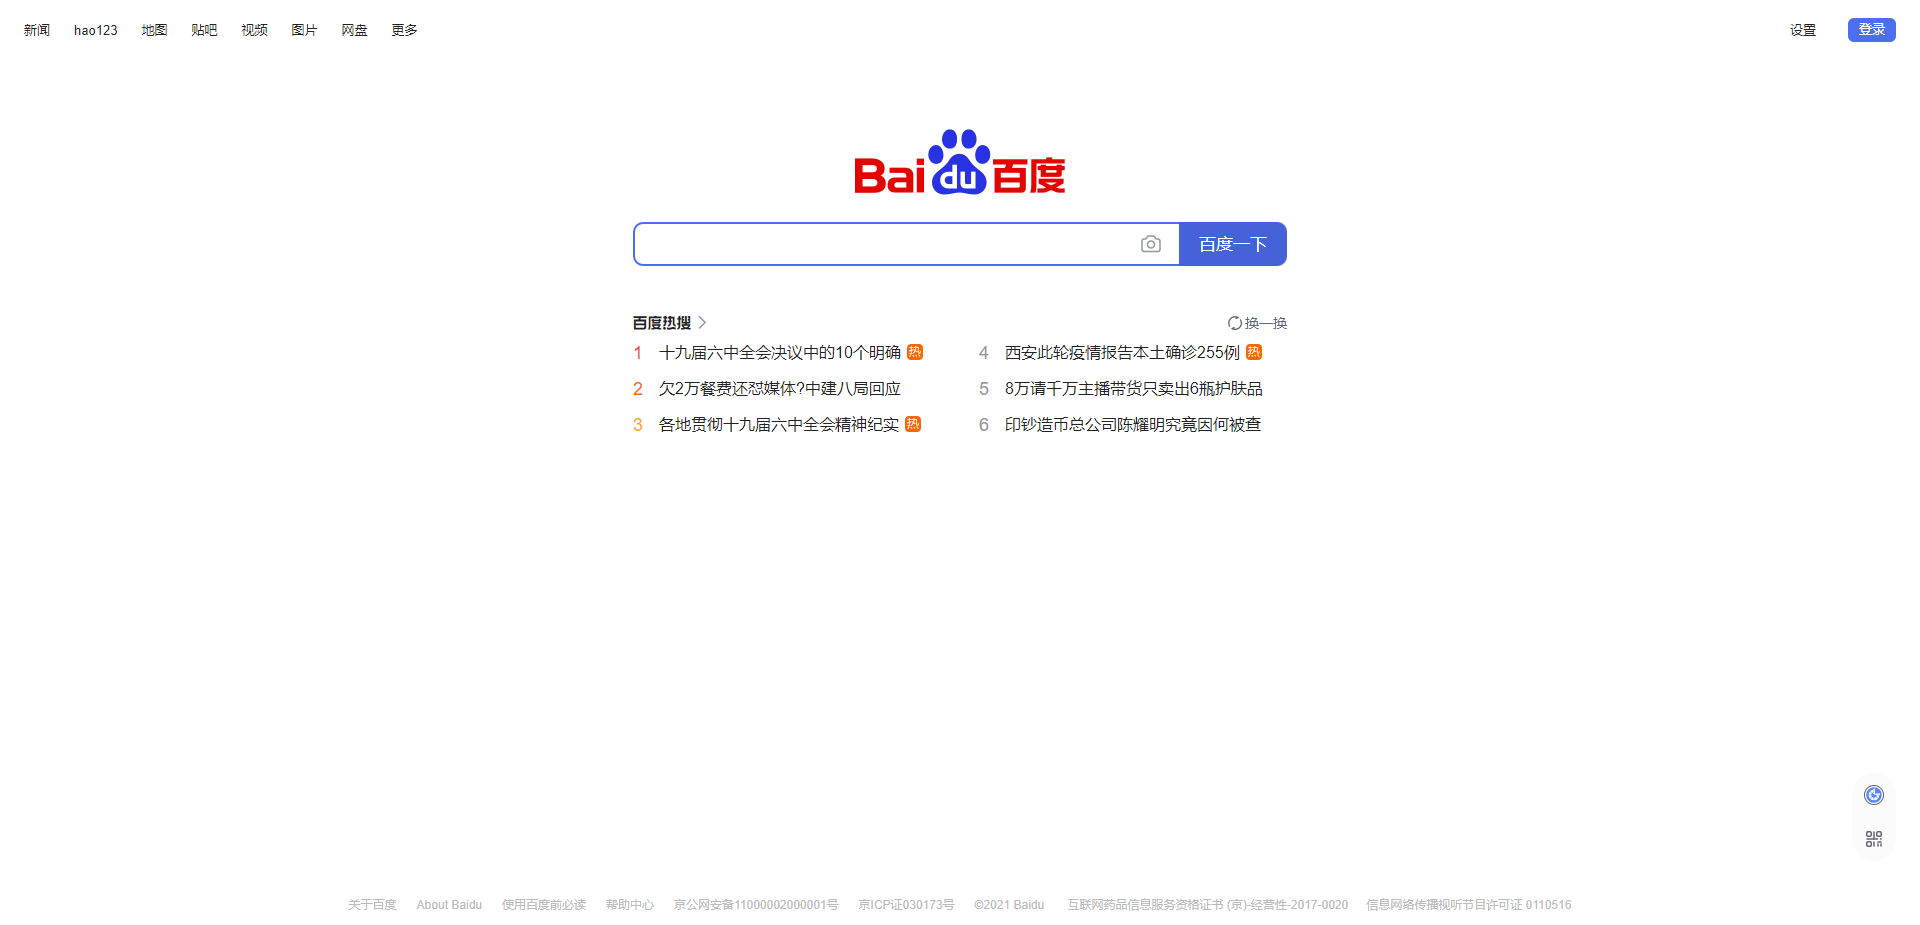 新闻 hao123 地图 贴吧 视频 图片 网盘 更多 设置 登录
Bai du 百度
百度一下
百度热搜 换一换
1 十九届六中全会决议中的10个明确 热
4 西安此轮疫情报告本土确诊255例 热
2 欠2万餐费还怼媒体?中建八局回应
5 8万请千万主播带货只卖出6瓶护肤品
3 各地贯彻十九届六中全会精神纪实 热
6 印钞造币总公司陈耀明究竟因何被查
关于百度 About Baidu 使用百度前必读 帮助中心 京公网安备11000002000001号 京ICP证030173号 ©2021 Baidu 互联网药品信息服务资格证书 (京)-经营性-2017-0020 信息网络传播视听节目许可证 0110516